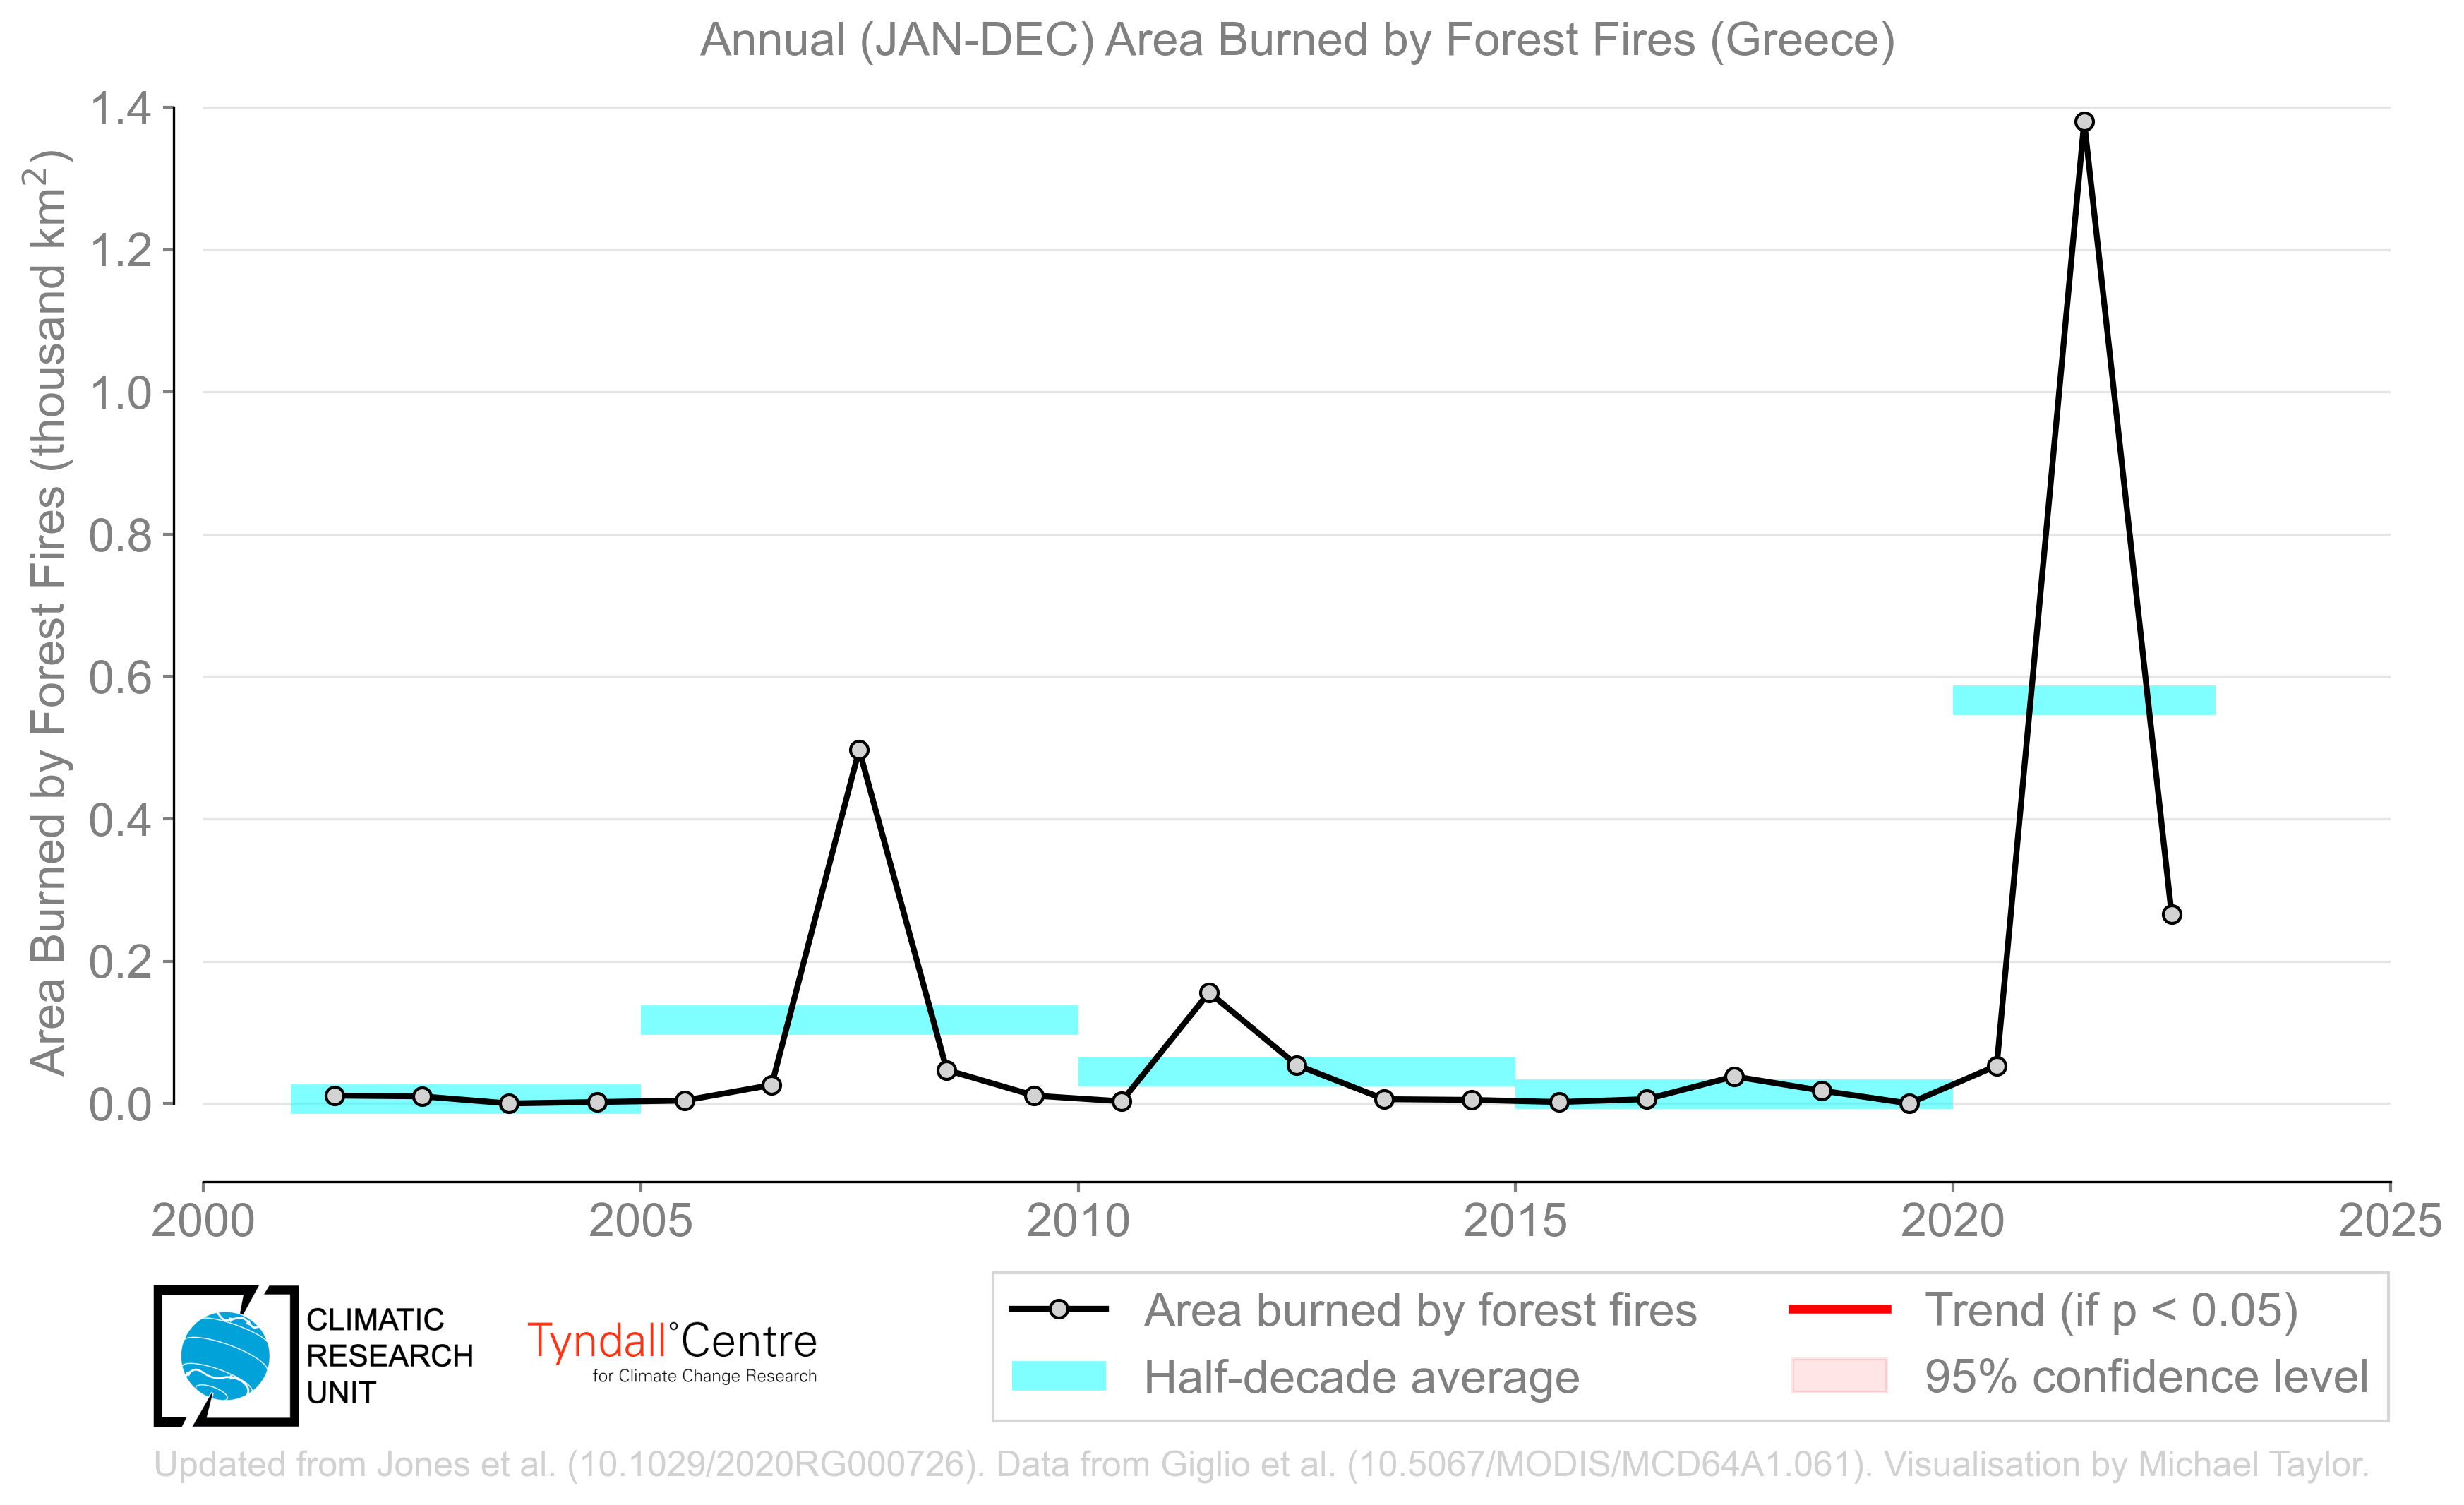 Annual (JAN-DEC) Area Burned by Forest Fires (Greece)
Area Burned by Forest Fires (thousand km²)
1.4
1.2
1.0
0.8
0.6
0.4
0.2
0.0
2000
2005
2010
2015
2020
2025
CLIMATIC
RESEARCH
UNIT
Tyndall°Centre
for Climate Change Research
Area burned by forest fires
Half-decade average
Trend (if p < 0.05)
95% confidence level
Updated from Jones et al. (10.1029/2020RG000726). Data from Giglio et al. (10.5067/MODIS/MCD64A1.061). Visualisation by Michael Taylor.